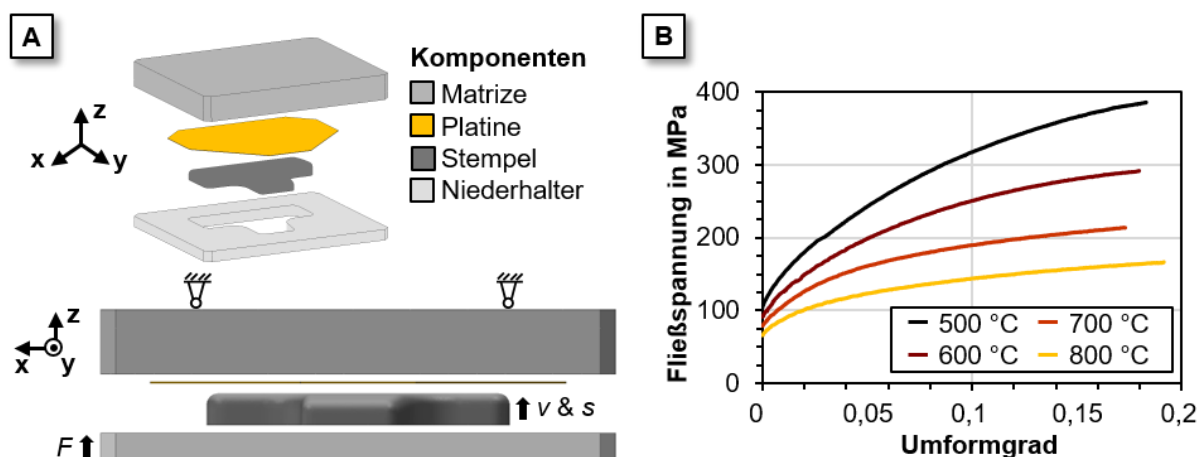 A
z
x
y
Komponenten
Matrize
Platine
Stempel
Niederhalter
z
x
y
v & s
F
B
Fließspannung in MPa
400
300
200
100
0
500 °C
700 °C
600 °C
800 °C
0
0,05
0,1
0,15
0,2
Umformgrad